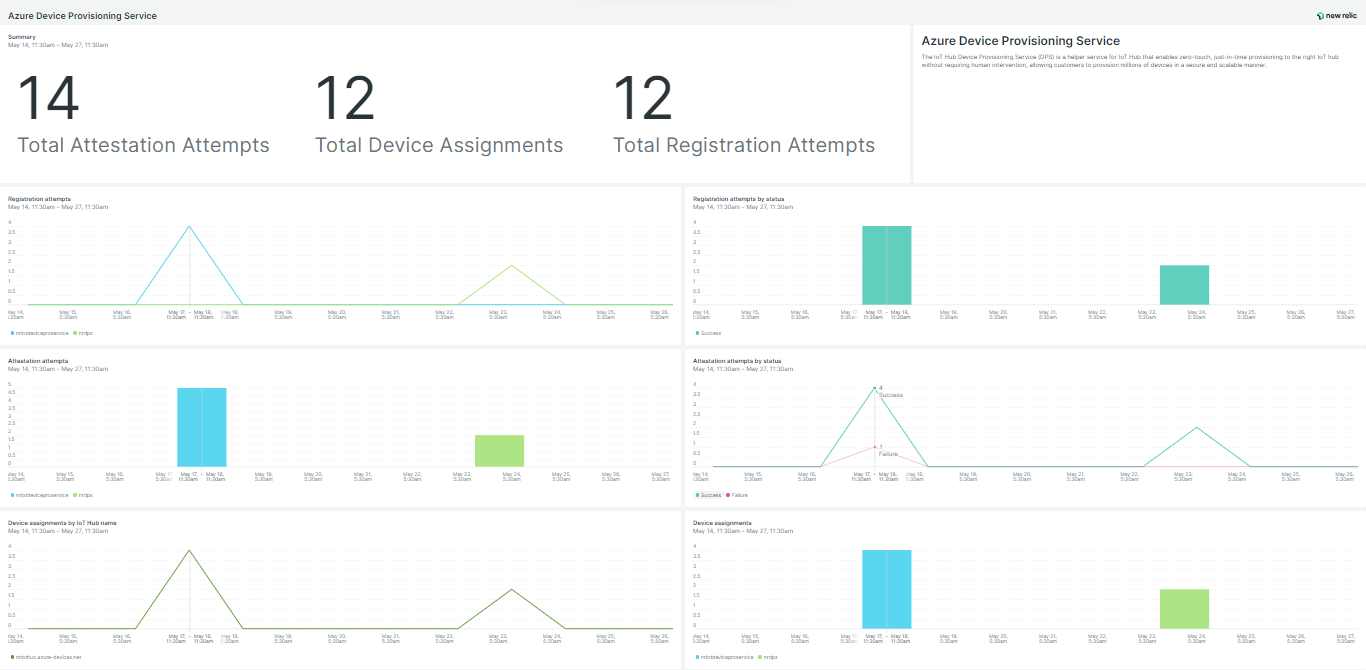 Azure Device Provisioning Service
new relic
Summary
May 14, 11:30am – May 27, 11:30am
14
12
12
Total Attestation Attempts
Total Device Assignments
Total Registration Attempts
Azure Device Provisioning Service
The IoT Hub Device Provisioning Service (DPS) is a helper service for IoT Hub that enables zero-touch, just-in-time provisioning to the right IoT hub
without requiring human intervention, allowing customers to provision millions of devices in a secure and scalable manner.
Registration attempts
May 14, 11:30am – May 27, 11:30am
4
3.5
3
2.5
2
1.5
1
0.5
0
May 15, 5:30am
May 16, 5:30am
May 17, 11:30am – May 18, 11:30am
May 18, 5:30am
May 19, 5:30am
May 20, 5:30am
May 21, 5:30am
May 22, 5:30am
May 23, 5:30am
May 24, 5:30am
May 25, 5:30am
May 26, 5:30am
nriotdeviceproservice
nrdps
Registration attempts by status
May 14, 11:30am – May 27, 11:30am
4
3.5
3
2.5
2
1.5
1
0.5
0
May 15, 5:30am
May 16, 5:30am
May 17, 11:30am – May 18, 11:30am
May 19, 5:30am
May 20, 5:30am
May 21, 5:30am
May 22, 5:30am
May 23, 5:30am
May 24, 5:30am
May 25, 5:30am
May 26, 5:30am
May 27, 5:30am
Success
Attestation attempts
May 14, 11:30am – May 27, 11:30am
5
4.5
4
3.5
3
2.5
2
1.5
1
0.5
0
May 15, 5:30am
May 16, 5:30am
May 17, 11:30am – May 18, 11:30am
May 19, 5:30am
May 20, 5:30am
May 21, 5:30am
May 22, 5:30am
May 23, 5:30am
May 24, 5:30am
May 25, 5:30am
May 26, 5:30am
May 27, 5:30am
nriotdeviceproservice
nrdps
Attestation attempts by status
May 14, 11:30am – May 27, 11:30am
4
3.5
3
2.5
2
1.5
1
0.5
0
4
Success
1
Failure
May 15, 5:30am
May 16, 5:30am
May 17, 11:30am – May 18, 11:30am
May 18, 5:30am
May 19, 5:30am
May 20, 5:30am
May 21, 5:30am
May 22, 5:30am
May 23, 5:30am
May 24, 5:30am
May 25, 5:30am
May 26, 5:30am
Success
Failure
Device assignments by IoT Hub name
May 14, 11:30am – May 27, 11:30am
4
3.5
3
2.5
2
1.5
1
0.5
0
May 15, 5:30am
May 16, 5:30am
May 17, 11:30am – May 18, 11:30am
May 18, 5:30am
May 19, 5:30am
May 20, 5:30am
May 21, 5:30am
May 22, 5:30am
May 23, 5:30am
May 24, 5:30am
May 25, 5:30am
May 26, 5:30am
nriothub.azure-devices.net
Device assignments
May 14, 11:30am – May 27, 11:30am
4
3.5
3
2.5
2
1.5
1
0.5
0
May 15, 5:30am
May 16, 5:30am
May 17, 11:30am – May 18, 11:30am
May 19, 5:30am
May 20, 5:30am
May 21, 5:30am
May 22, 5:30am
May 23, 5:30am
May 24, 5:30am
May 25, 5:30am
May 26, 5:30am
May 27, 5:30am
nriotdeviceproservice
nrdps